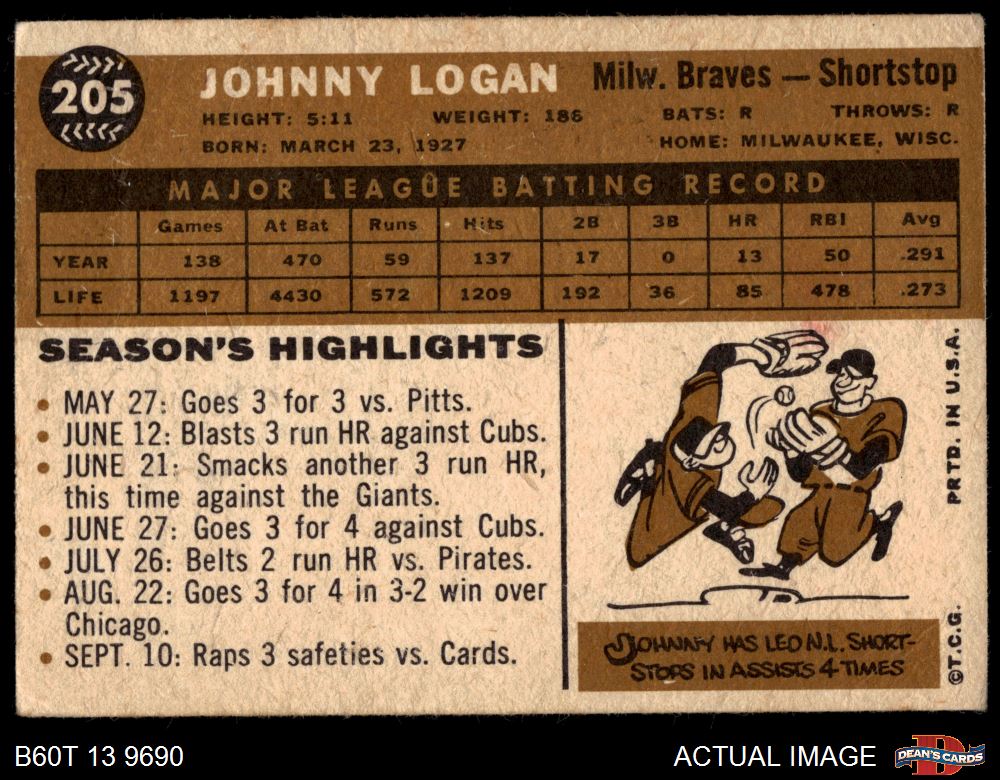 205
JOHNNY LOGAN Milw. Braves — Shortstop
HEIGHT: 5:11 WEIGHT: 186 BATS: R THROWS: R
BORN: MARCH 23, 1927 HOME: MILWAUKEE, WISC.
MAJOR LEAGUE BATTING RECORD
Games At Bat Runs Hits 2B 3B HR RBI Avg
YEAR 138 470 59 137 17 0 13 50 .291
LIFE 1197 4430 572 1209 192 36 85 478 .273
SEASON'S HIGHLIGHTS
• MAY 27: Goes 3 for 3 vs. Pitts.
• JUNE 12: Blasts 3 run HR against Cubs.
• JUNE 21: Smacks another 3 run HR,
this time against the Giants.
• JUNE 27: Goes 3 for 4 against Cubs.
• JULY 26: Belts 2 run HR vs. Pirates.
• AUG. 22: Goes 3 for 4 in 3-2 win over
Chicago.
• SEPT. 10: Raps 3 safeties vs. Cards.
JOHNNY HAS LED N.L. SHORT-
STOPS IN ASSISTS 4 TIMES
©T.C.G. PRTD. IN U.S.A.
B60T 13 9690 ACTUAL IMAGE
D
DEAN'S CARDS